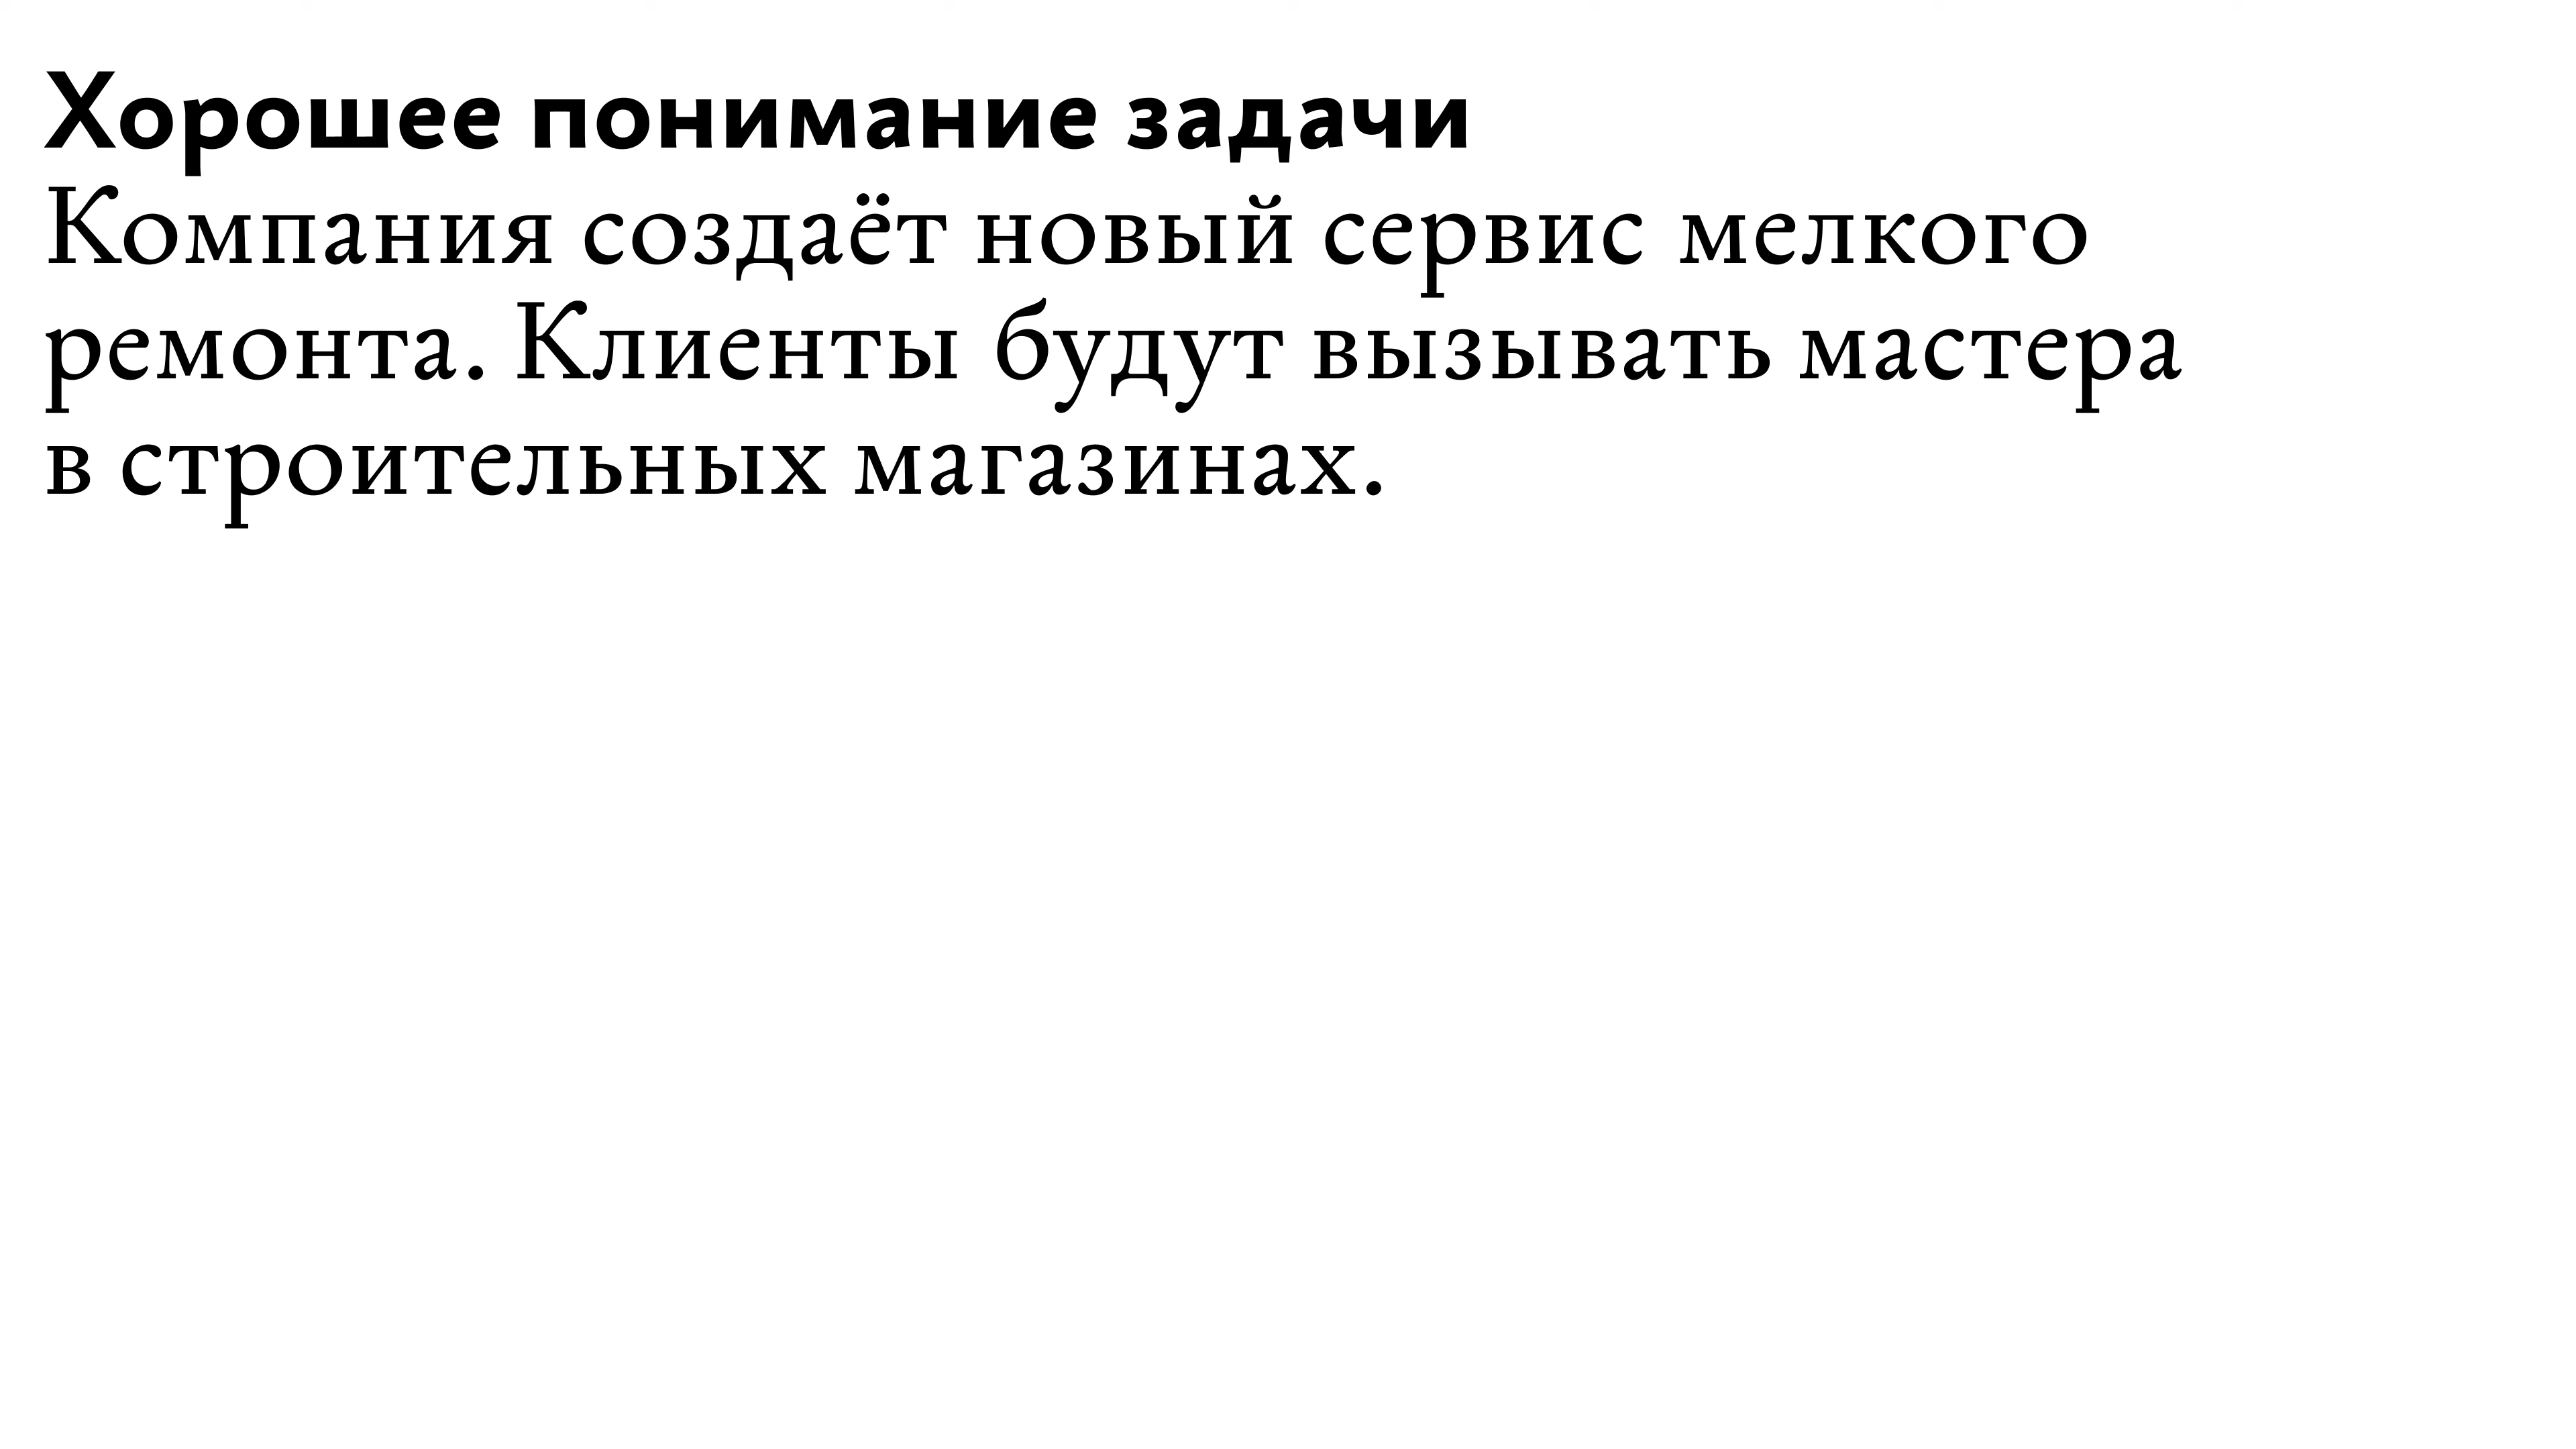 Хорошее понимание задачи
Компания создаёт новый сервис мелкого
ремонта. Клиенты будут вызывать мастера
в строительных магазинах.